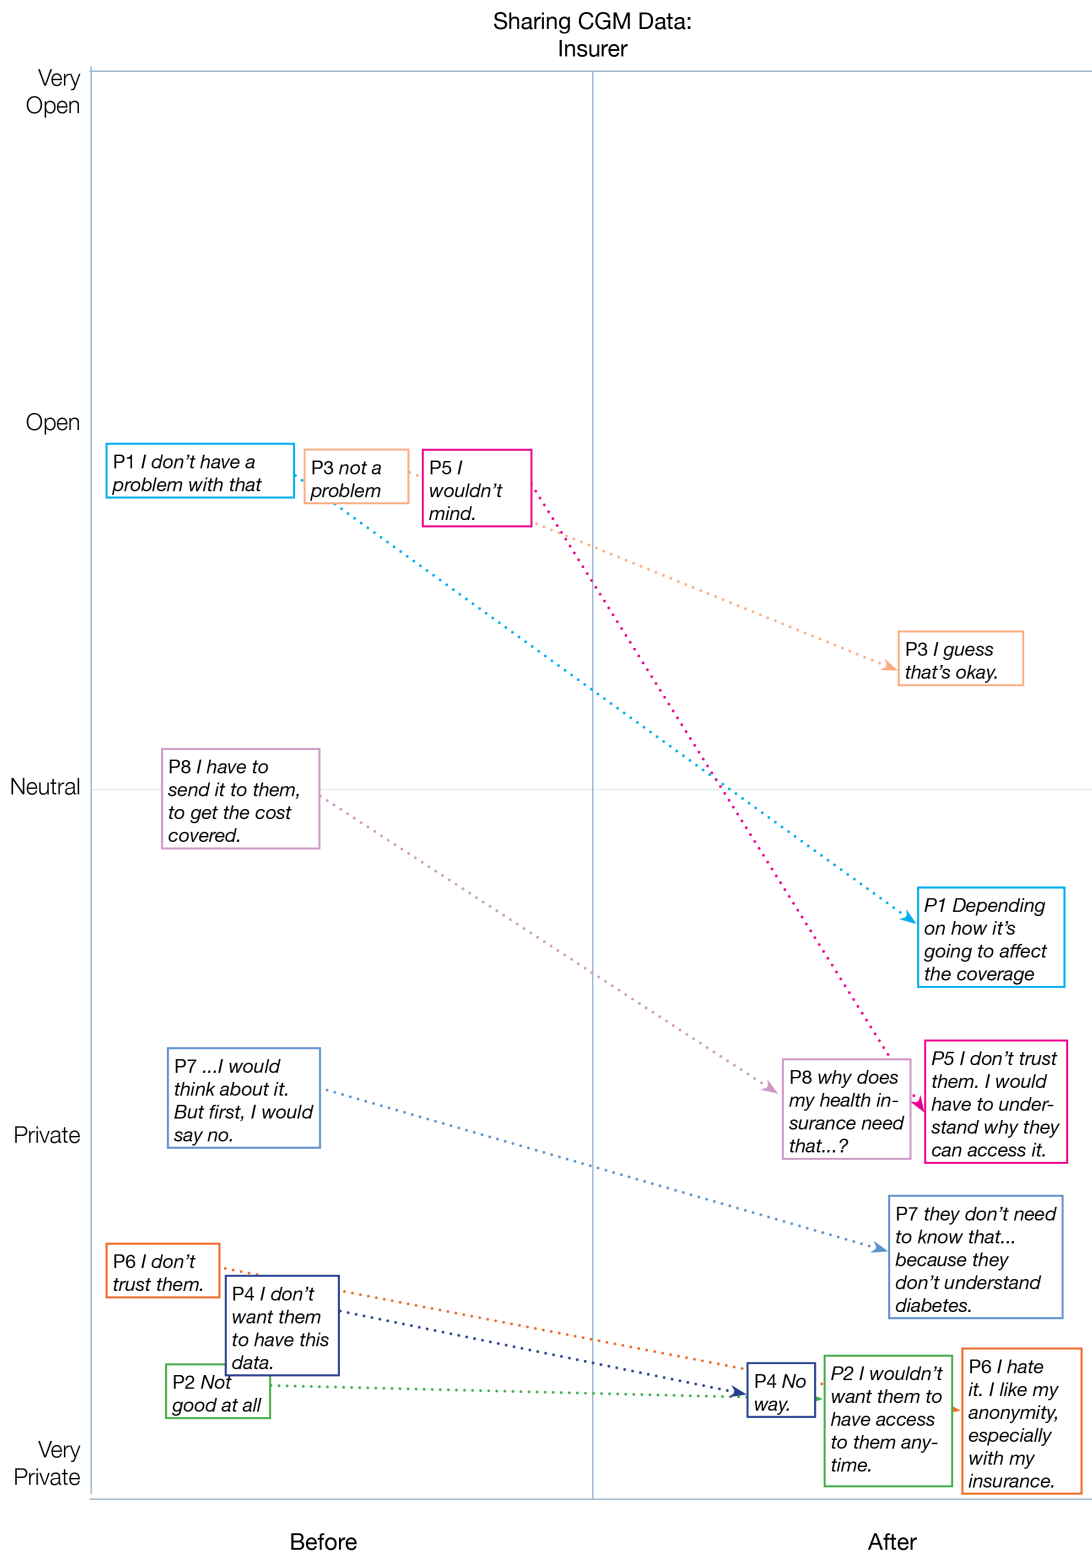 Sharing CGM Data:
Insurer
Very
Open
Open
P1 I don't have a
problem with that
P3 not a
problem
P5 I
wouldn't
mind.
P3 I guess
that's okay.
Neutral
P8 I have to
send it to them,
to get the cost
covered.
P1 Depending
on how it's
going to affect
the coverage
P7 ...I would
think about it.
But first, I would
say no.
P8 why does
my health in-
surance need
that...?
P5 I don't trust
them. I would
have to under-
stand why they
can access it.
Private
P7 they don't need
to know that...
because they
don't understand
diabetes.
P6 I don't
trust them.
P4 I don't
want them
to have this
data.
P2 Not
good at all
P4 No
way.
P2 I wouldn't
want them to
have access
to them any-
time.
P6 I hate
it. I like my
anonymity,
especially
with my
insurance.
Very
Private
Before
After